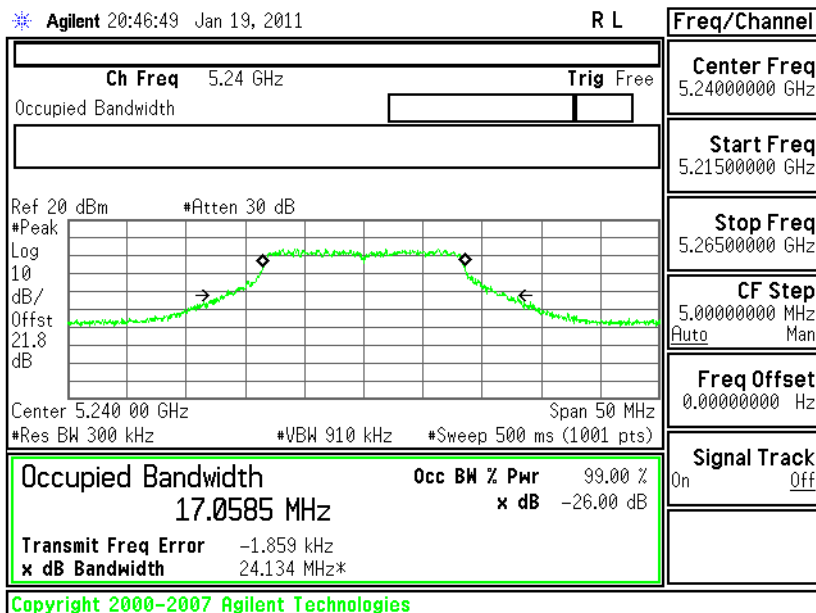 Agilent 20:46:49 Jan 19, 2011 R L
Ch Freq 5.24 GHz Trig Free
Occupied Bandwidth
Ref 20 dBm #Atten 30 dB
#Peak
Log
10
dB/
Offst
21.8
dB
Center 5.240 00 GHz Span 50 MHz
#Res BW 300 kHz #VBW 910 kHz #Sweep 500 ms (1001 pts)
Occupied Bandwidth
17.0585 MHz
Occ BW % Pwr 99.00 %
x dB -26.00 dB
Transmit Freq Error -1.859 kHz
x dB Bandwidth 24.134 MHz*
Copyright 2000-2007 Agilent Technologies
Freq/Channel
Center Freq
5.24000000 GHz
Start Freq
5.21500000 GHz
Stop Freq
5.26500000 GHz
CF Step
5.00000000 MHz
Auto Man
Freq Offset
0.00000000 Hz
Signal Track
On Off